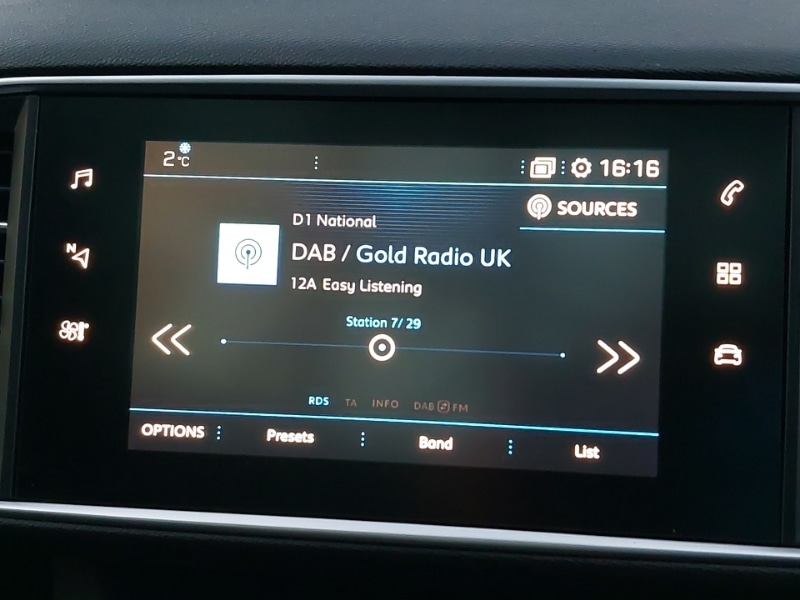 2°C 16:16
SOURCES
D1 National
DAB / Gold Radio UK
12A Easy Listening
Station 7/ 29
RDS TA INFO DAB FM
OPTIONS Presets Band List
N